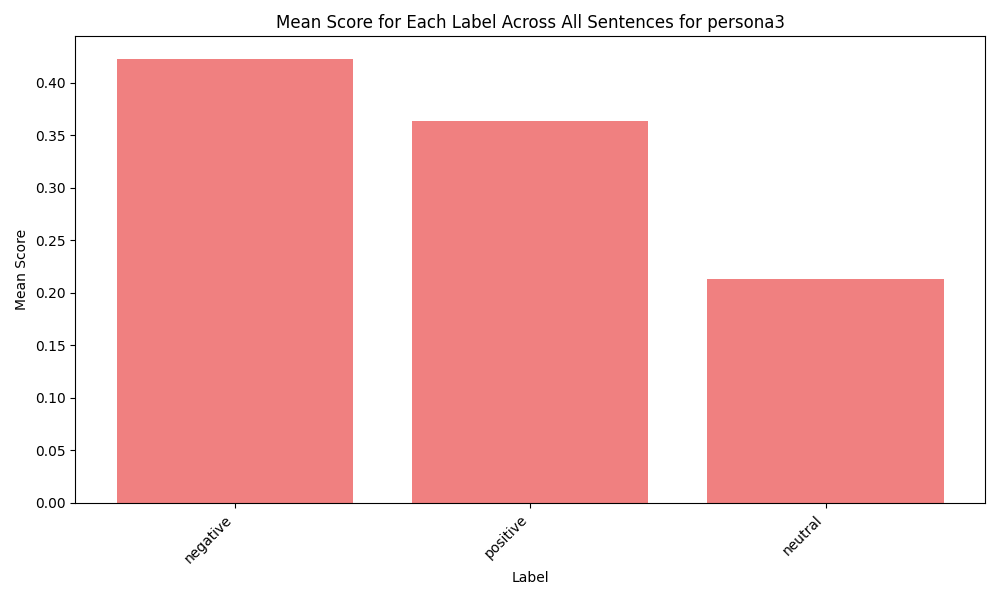 Mean Score for Each Label Across All Sentences for persona3
Mean Score
0.40
0.35
0.30
0.25
0.20
0.15
0.10
0.05
0.00
negative
positive
neutral
Label